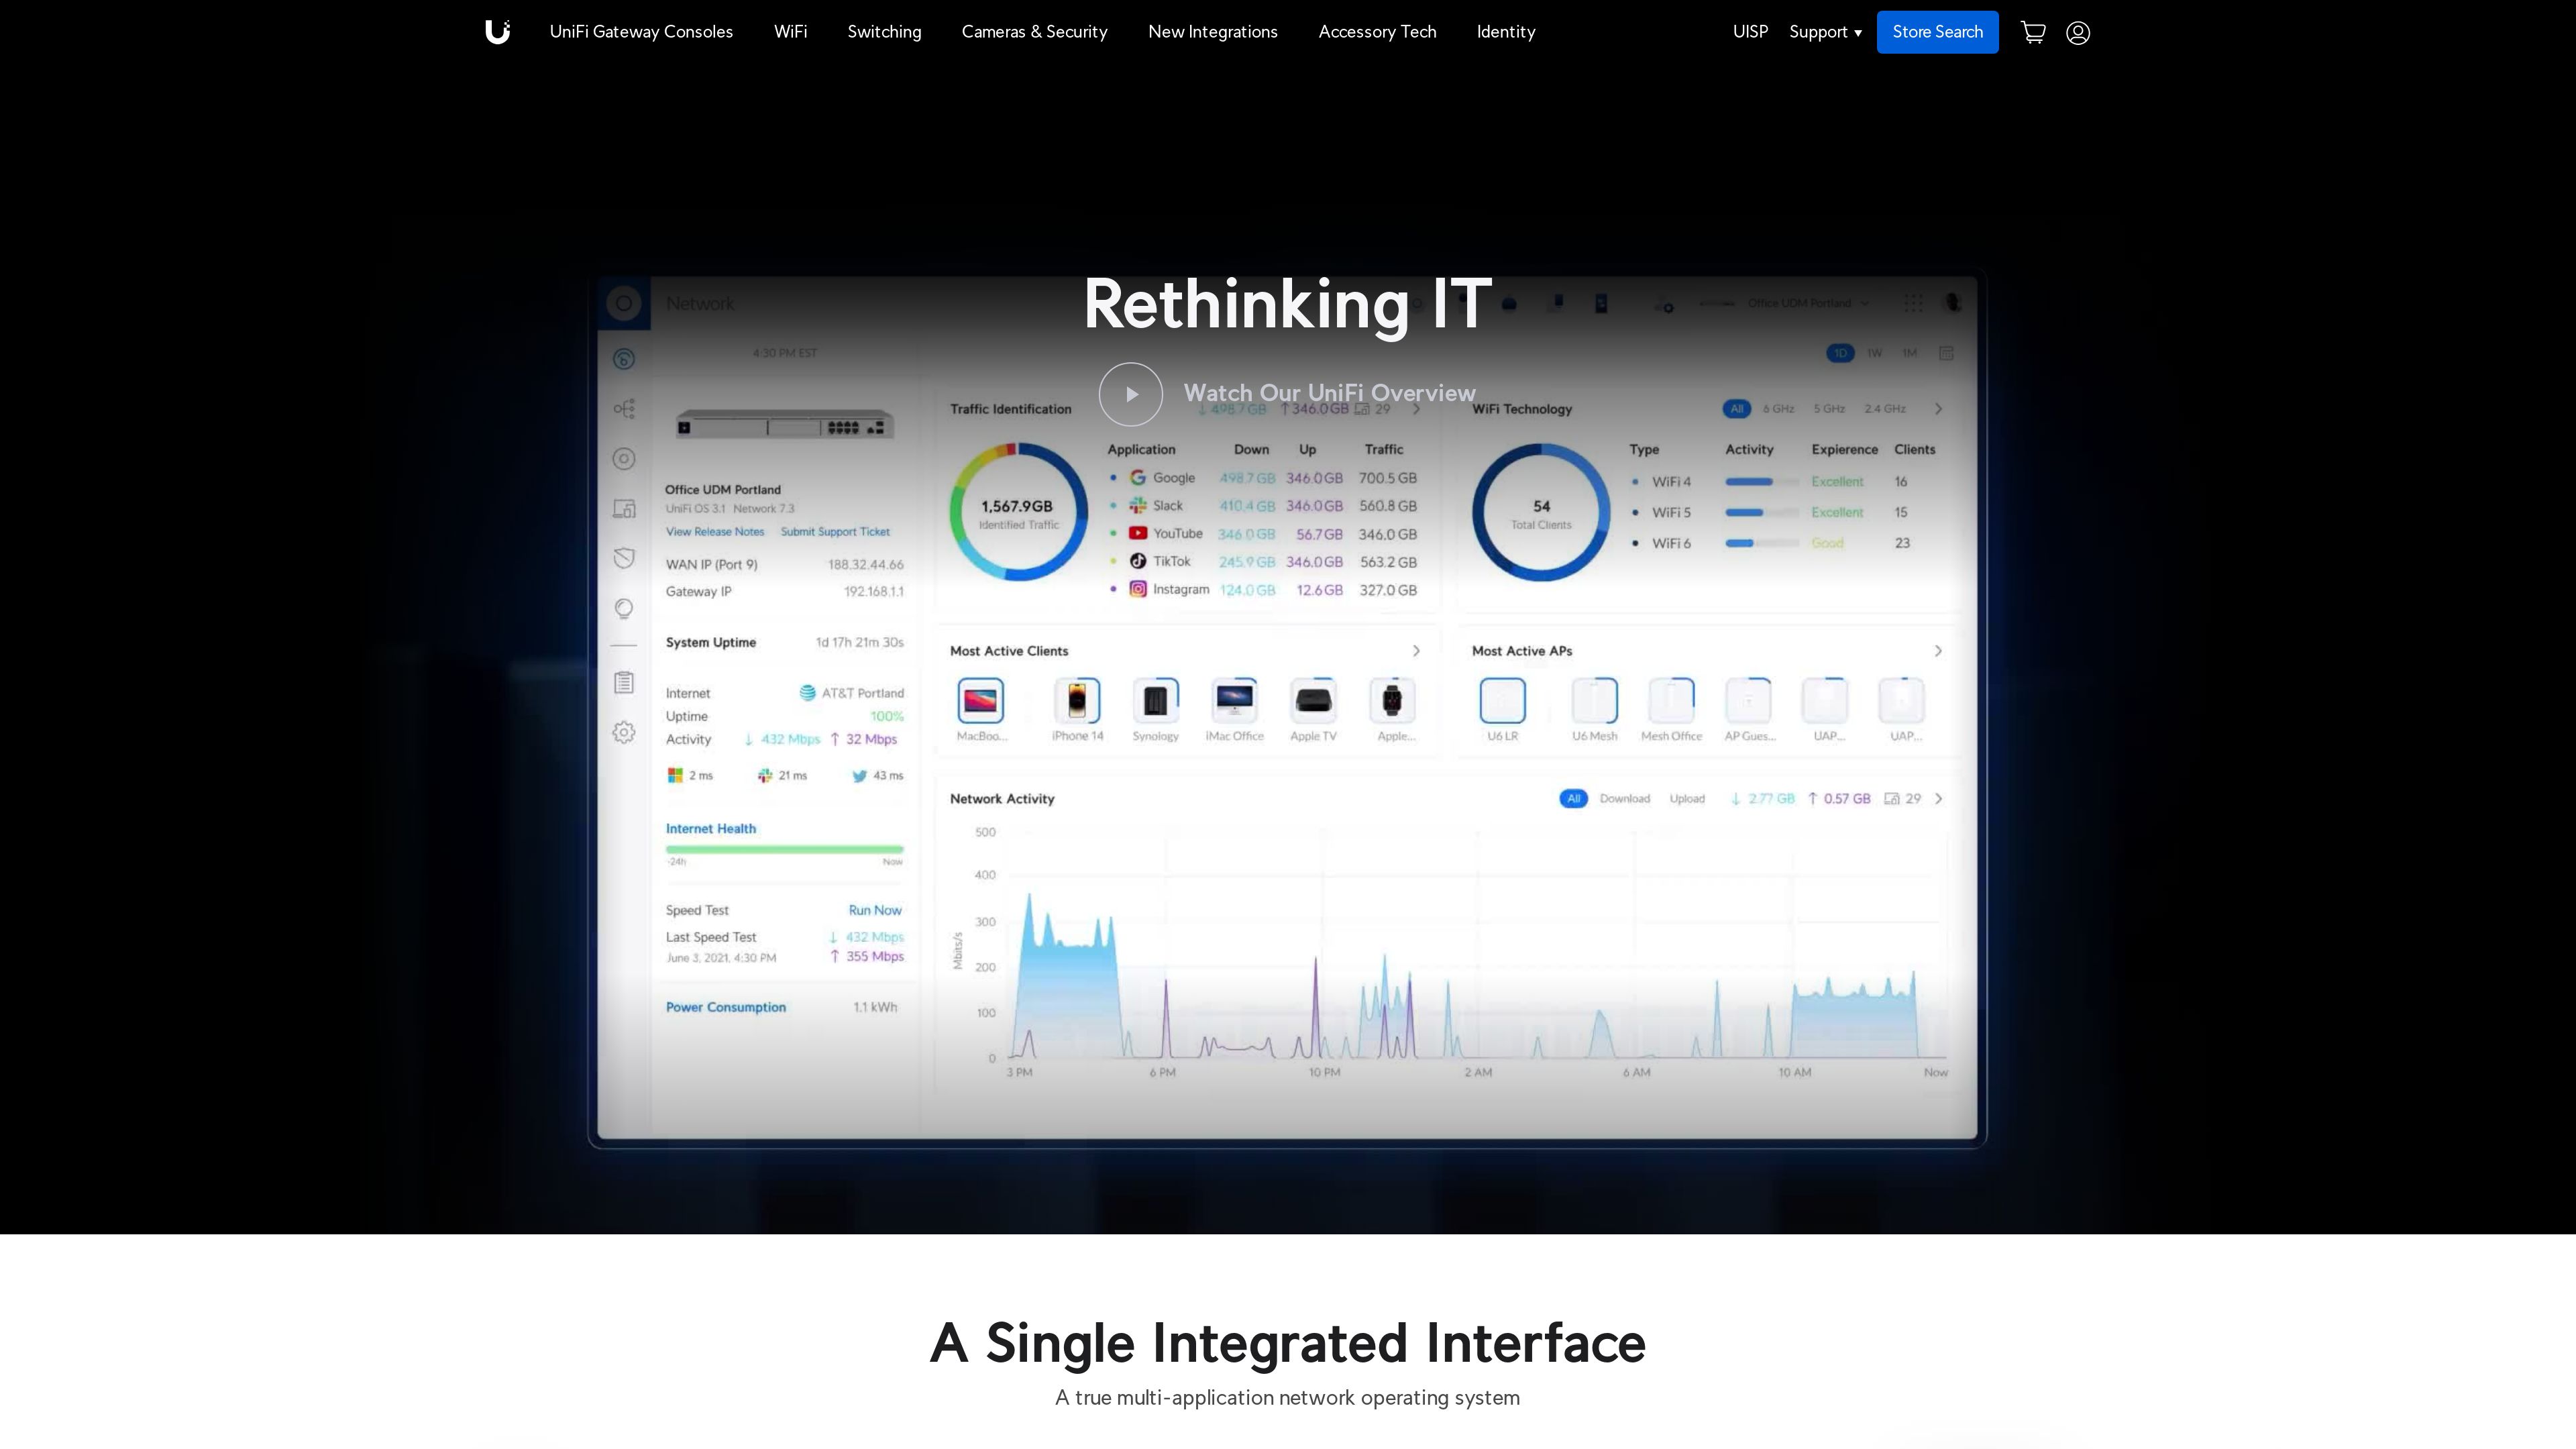 UniFi Gateway Consoles WiFi Switching Cameras & Security New Integrations Accessory Tech Identity UISP Support Store Search
Rethinking IT
Network Office UDM Portland
4:30 PM EST 1D 1W 1M
Watch Our UniFi Overview
Office UDM Portland
UniFi OS 3.1 Network 7.3
View Release Notes Submit Support Ticket
WAN IP (Port 9) 188.32.44.66
Gateway IP 192.168.1.1
System Uptime 1d 17h 21m 30s
Internet AT&T Portland
Uptime 100%
Activity ↓ 432 Mbps ↑ 32 Mbps
2 ms 21 ms 43 ms
Internet Health
-24h Now
Speed Test Run Now
Last Speed Test ↓ 432 Mbps
June 3, 2021, 4:30 PM ↑ 355 Mbps
Power Consumption 1.1 kWh
Traffic Identification ↓ 498.7 GB ↑ 346.0 GB 29
1,567.9GB
Identified Traffic
Application Down Up Traffic
Google 498.7 GB 346.0 GB 700.5 GB
Slack 410.4 GB 346.0 GB 560.8 GB
YouTube 346.0 GB 56.7 GB 346.0 GB
TikTok 245.9 GB 346.0 GB 563.2 GB
Instagram 124.0 GB 12.6 GB 327.0 GB
WiFi Technology All 6 GHz 5 GHz 2.4 GHz
54
Total Clients
Type Activity Expierence Clients
WiFi 4 Excellent 16
WiFi 5 Excellent 15
WiFi 6 Good 23
Most Active Clients
MacBoo... iPhone 14 Synology iMac Office Apple TV Apple...
Most Active APs
U6 LR U6 Mesh Mesh Office AP Gues... UAP... UAP...
Network Activity All Download Upload ↓ 2.77 GB ↑ 0.57 GB 29
Mbits/s
500
400
300
200
100
0
3 PM 6 PM 10 PM 2 AM 6 AM 10 AM Now
A Single Integrated Interface
A true multi-application network operating system